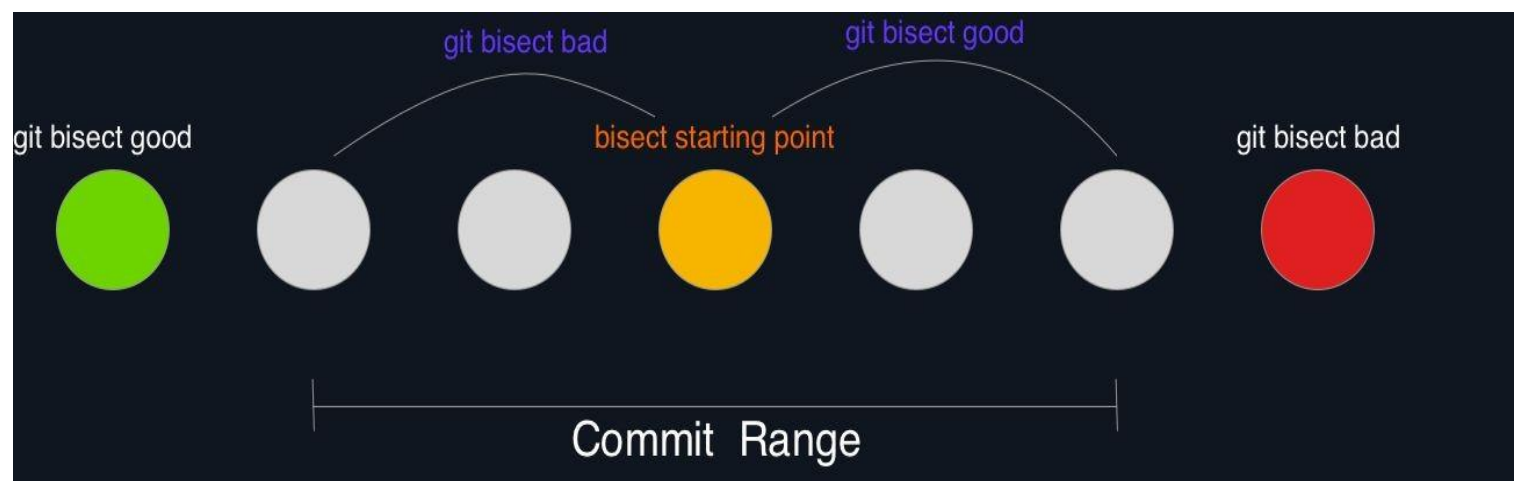 git bisect bad
git bisect good
git bisect good
bisect starting point
git bisect bad
Commit Range